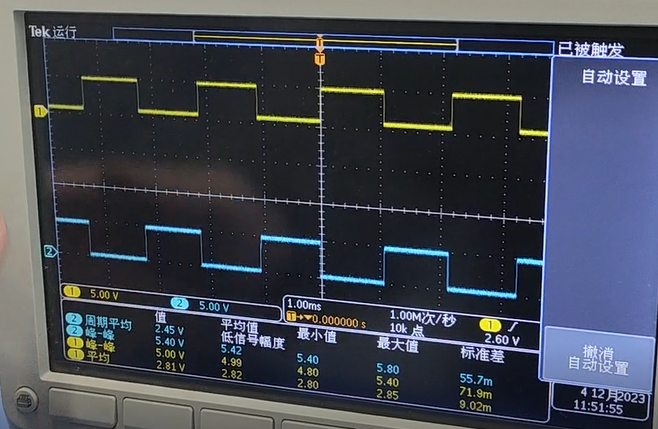 Tek 运行
已被触发
自动设置
T
1
2
1 5.00 V
2 5.00 V
1.00ms
T→▼0.000000 s
1.00M次/秒
10k 点
1 ∫
2.60 V
值
平均值
最小值
最大值
标准差
2 周期平均
2.45 V
低信号幅度
2 峰-峰
5.40 V
5.42
5.40
5.80
55.7m
1 峰-峰
5.00 V
4.99
4.80
5.40
71.9m
1 平均
2.81 V
2.82
2.80
2.85
9.02m
撤消
自动设置
4 12月2023
11:51:55